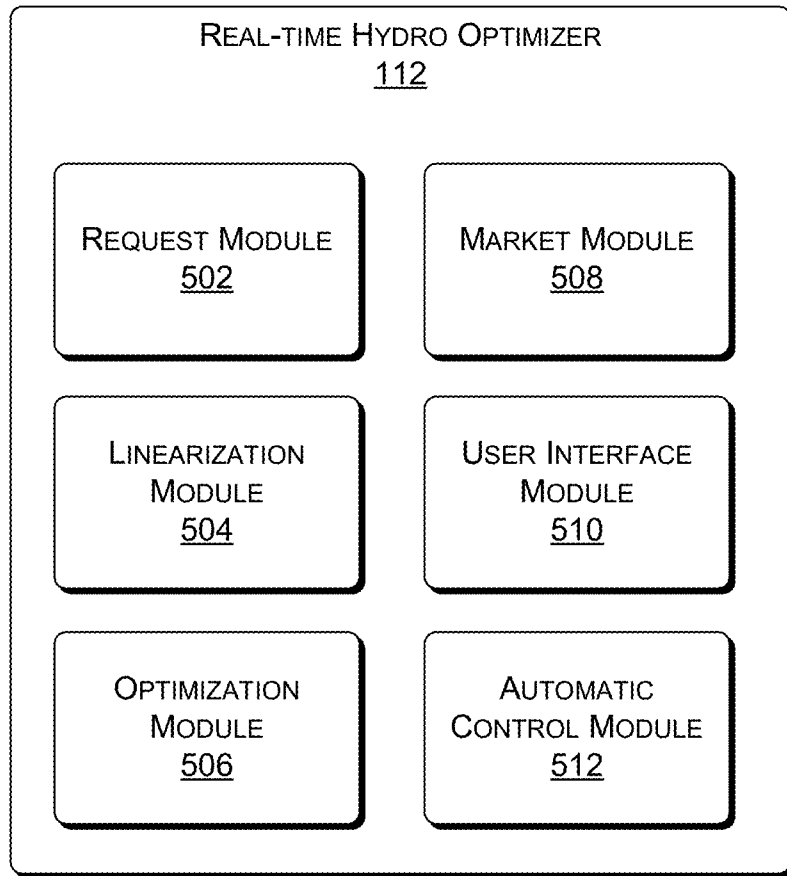 REAL-TIME HYDRO OPTIMIZER
112
REQUEST MODULE
502
MARKET MODULE
508
LINEARIZATION
MODULE
504
USER INTERFACE
MODULE
510
OPTIMIZATION
MODULE
506
AUTOMATIC
CONTROL MODULE
512